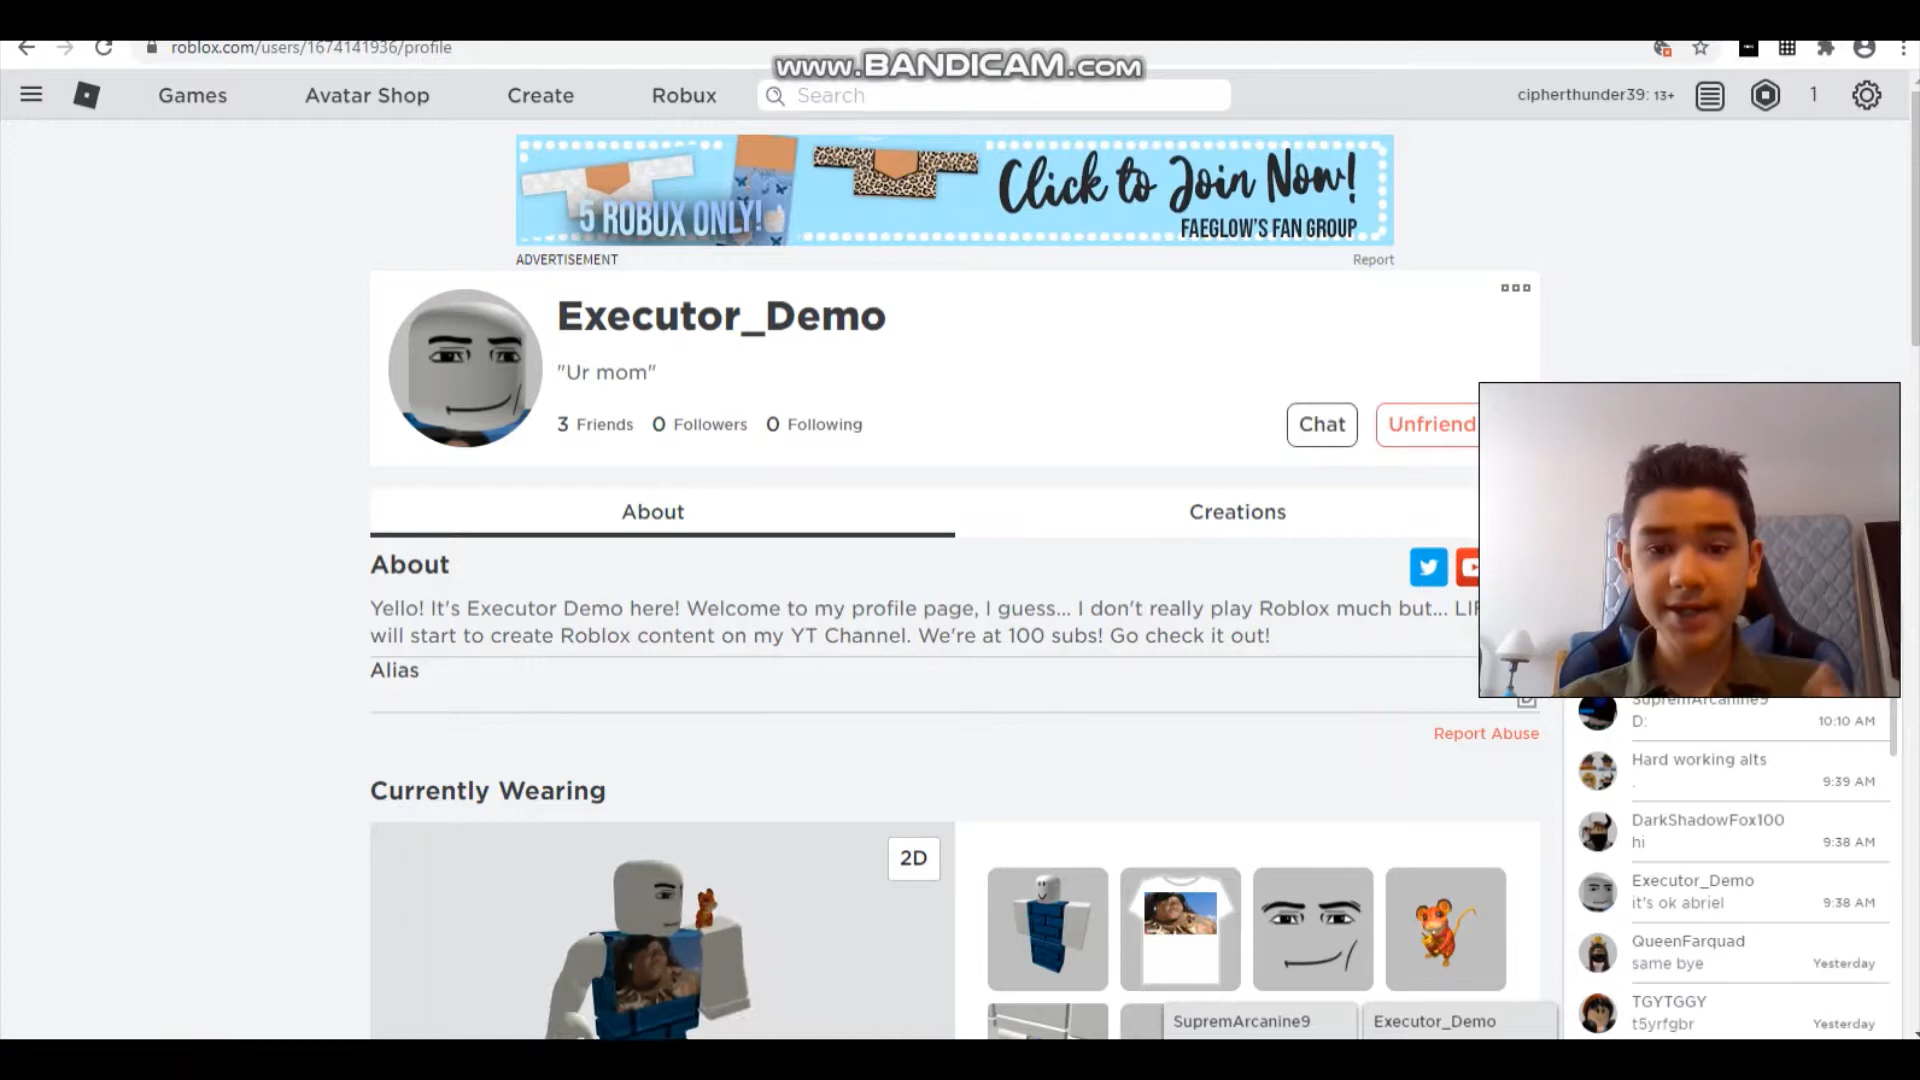 roblox.com/users/1674141936/profile
www.BANDICAM.com
Games
Avatar Shop
Create
Robux
Search
cipherthunder39: 13+
1
5 ROBUX ONLY!
Click to Join Now!
FAEGLOW'S FAN GROUP
ADVERTISEMENT
Report
Executor_Demo
"Ur mom"
3 Friends
0 Followers
0 Following
Chat
Unfriend
About
Creations
About
Yello! It's Executor Demo here! Welcome to my profile page, I guess... I don't really play Roblox much but...
will start to create Roblox content on my YT Channel. We're at 100 subs! Go check it out!
Alias
Report Abuse
Currently Wearing
2D
SupremArcanine9
D:
10:10 AM
Hard working alts
.
9:39 AM
DarkShadowFox100
hi
9:38 AM
Executor_Demo
it's ok abriel
9:38 AM
QueenFarquad
same bye
Yesterday
TGYTGGY
t5yrfgbr
Yesterday
SupremArcanine9
Executor_Demo